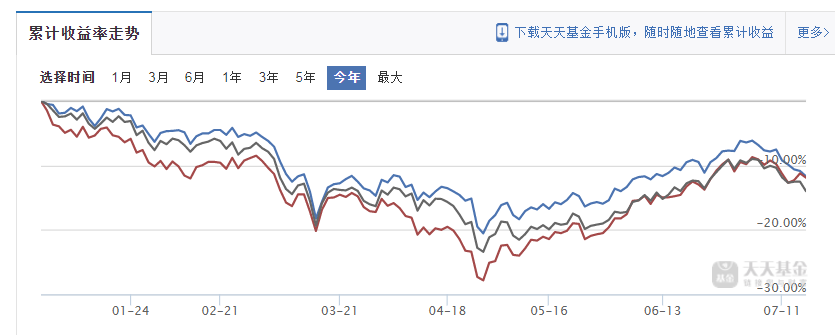 累计收益率走势
下载天天基金手机版，随时随地查看累计收益
更多>
选择时间 1月 3月 6月 1年 3年 5年 今年 最大
-10.00%
-20.00%
天天基金
基金
-30.00%
01-24 02-21 03-21 04-18 05-16 06-13 07-11